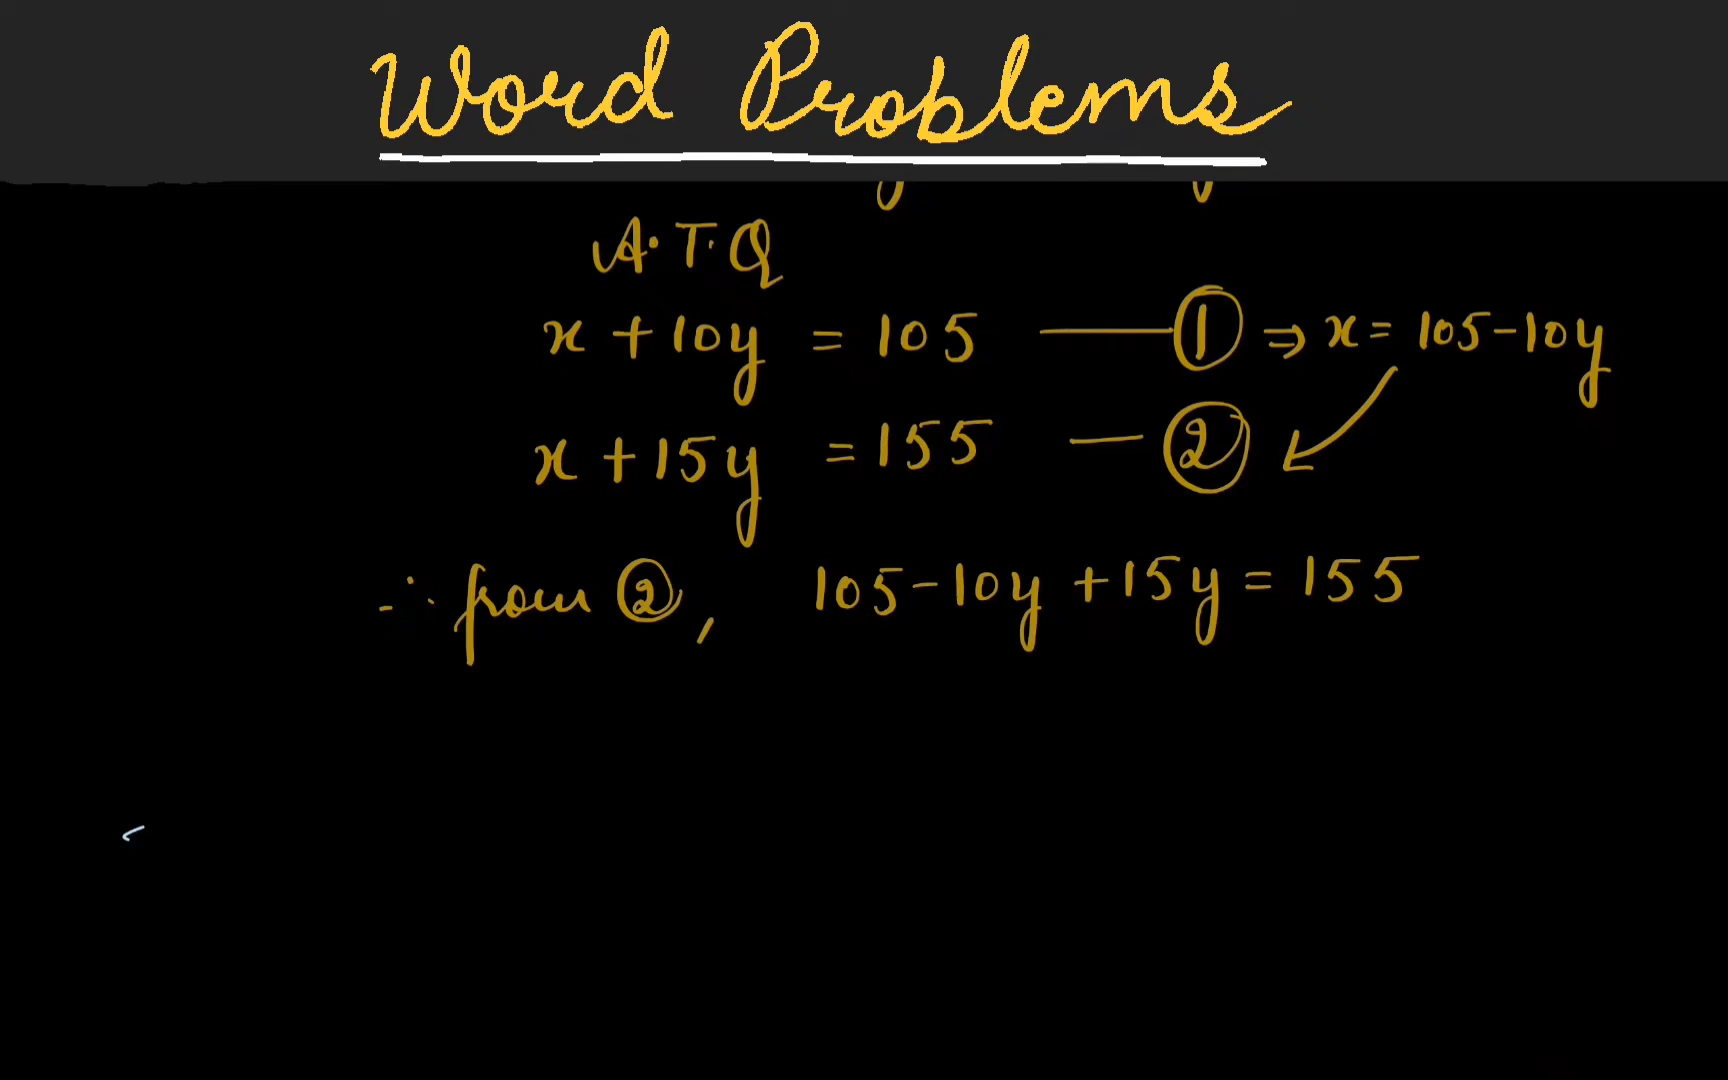 Word Problems
A.T.Q
x + 10y = 105 —— ① ⇒ x = 105 - 10y
x + 15y = 155 — ②
∴ from ②, 105 - 10y + 15y = 155